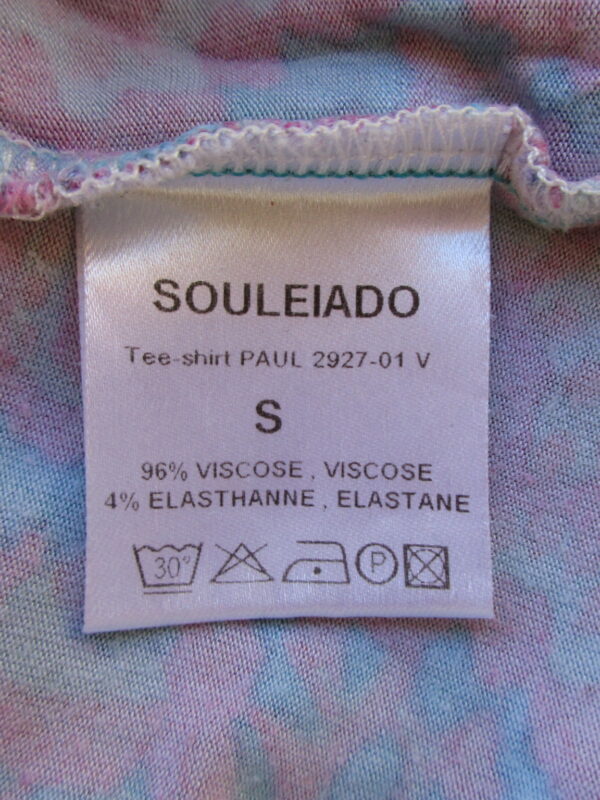 SOULEIADO
Tee-shirt PAUL 2927-01 V
S
96% VISCOSE , VISCOSE
4% ELASTHANNE , ELASTANE
30° P